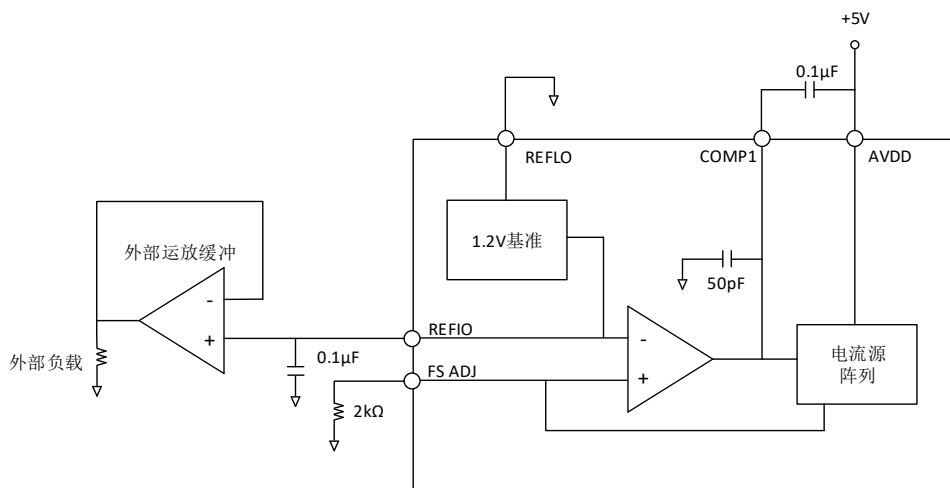 +5V
0.1μF
REFLO
COMP1
AVDD
1.2V基准
外部运放缓冲
-
+
50pF
外部负载
0.1μF
REFIO
FS ADJ
2kΩ
-
+
电流源
阵列